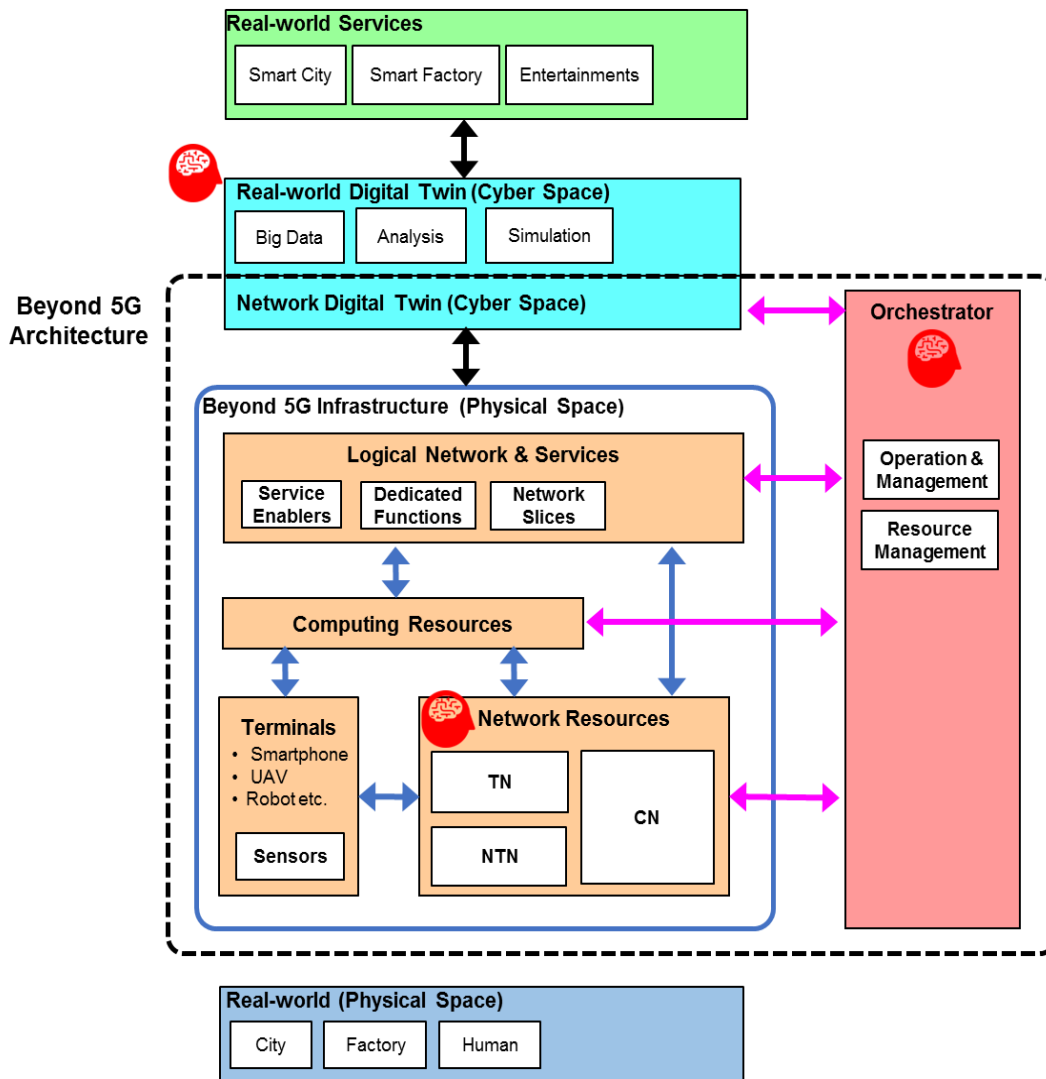 Real-world Services
Smart City
Smart Factory
Entertainments
Real-world Digital Twin (Cyber Space)
Big Data
Analysis
Simulation
Network Digital Twin (Cyber Space)
Beyond 5G
Architecture
Orchestrator
Operation &
Management
Resource
Management
Beyond 5G Infrastructure (Physical Space)
Logical Network & Services
Service
Enablers
Dedicated
Functions
Network
Slices
Computing Resources
Terminals
• Smartphone
• UAV
• Robot etc.
Sensors
Network Resources
TN
NTN
CN
Real-world (Physical Space)
City
Factory
Human